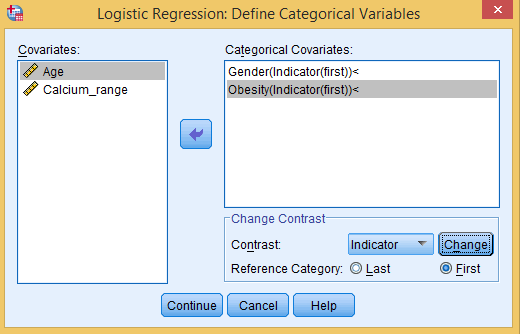 Logistic Regression: Define Categorical Variables
Covariates:
Age
Calcium_range
Categorical Covariates:
Gender(Indicator(first))<
Obesity(Indicator(first))<
Change Contrast
Contrast:
Indicator
Change
Reference Category:
Last
First
Continue
Cancel
Help